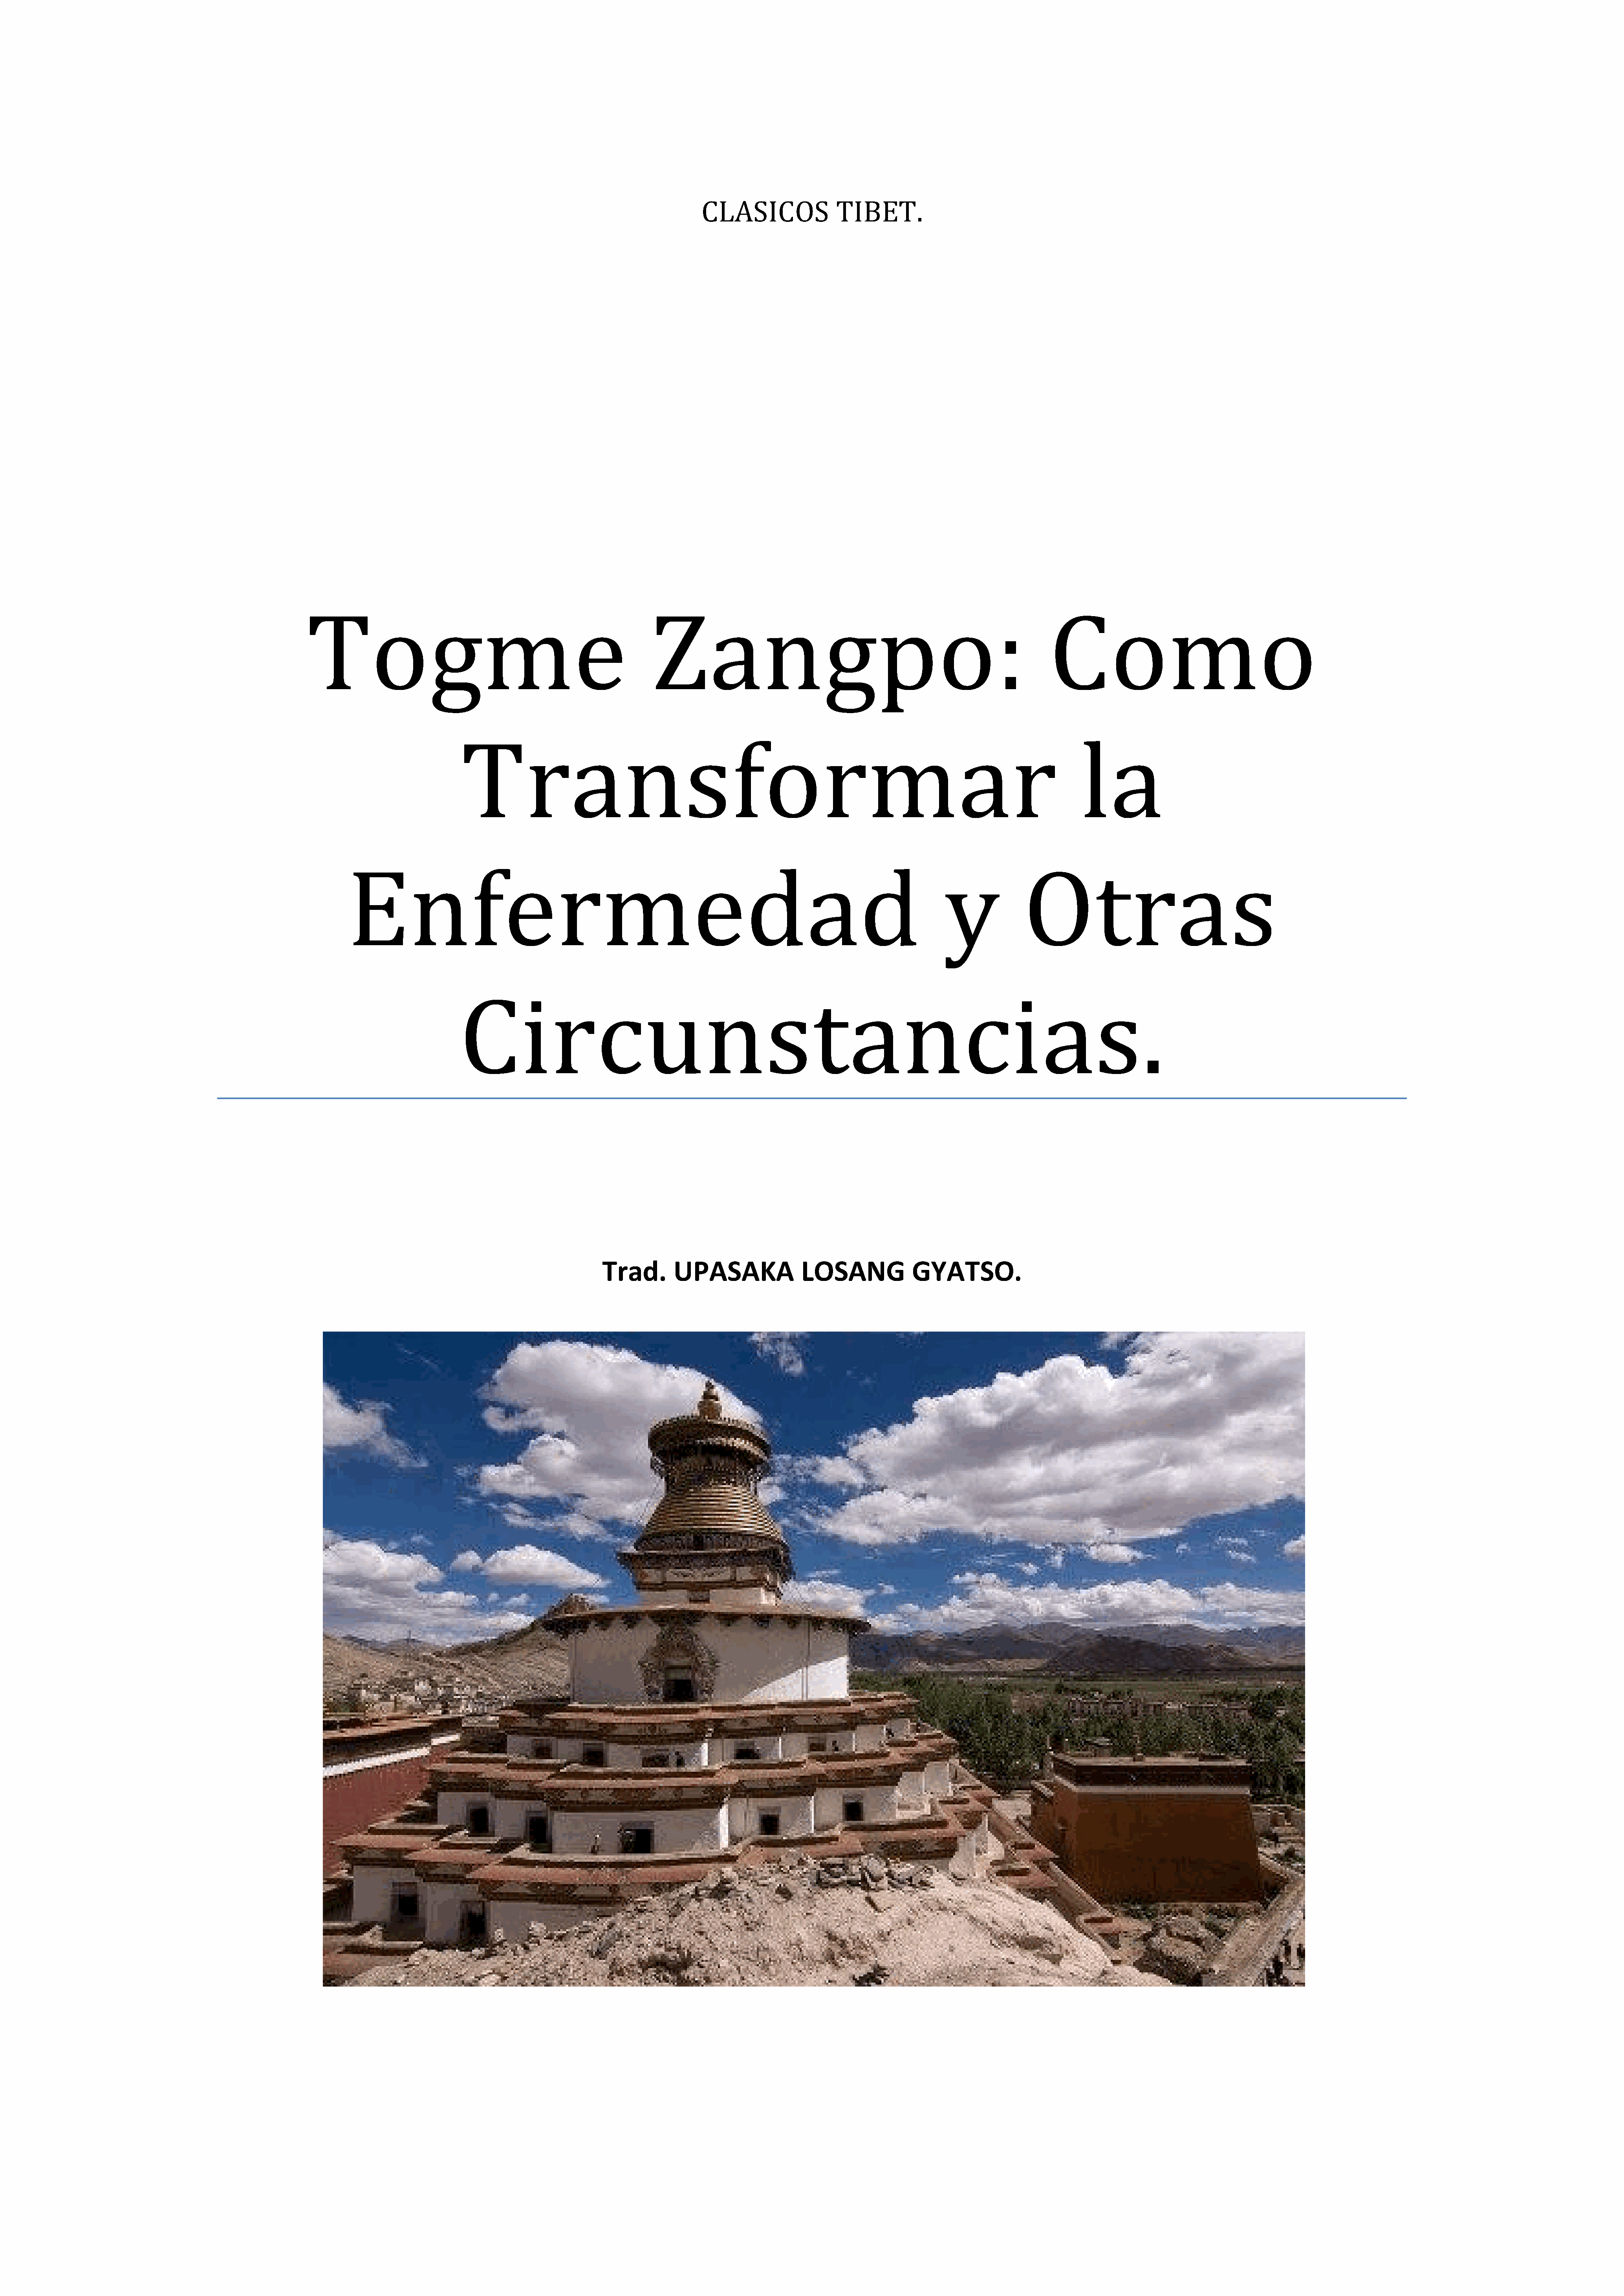 CLASICOS TIBET.
Togme Zangpo: Como
Transformar la
Enfermedad y Otras
Circunstancias.
Trad. UPASAKA LOSANG GYATSO.